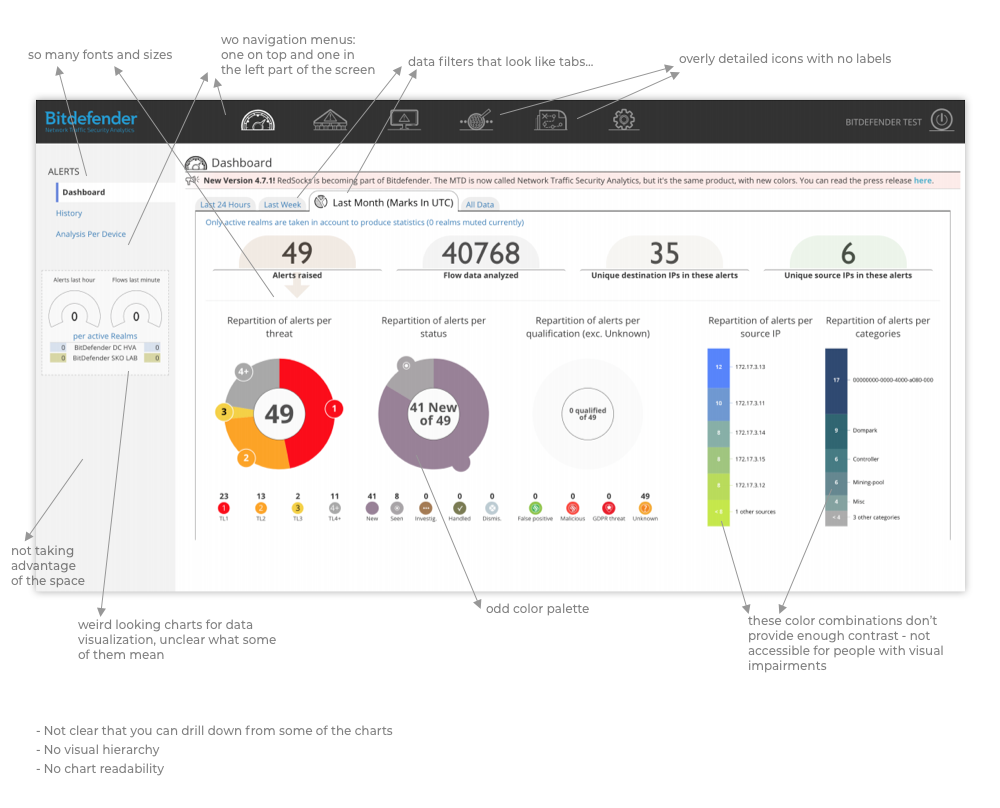 so many fonts and sizes
wo navigation menus:
one on top and one in
the left part of the screen
data filters that look like tabs...
overly detailed icons with no labels
Bitdefender
Network Traffic Security Analytics
BITDEFENDER TEST
ALERTS
Dashboard
History
Analysis Per Device
Alerts last hour
Flows last minute
0
0
per active Realms
0 BitDefender DC HVA 0
0 BitDefender SKO LAB 0
Dashboard
New Version 4.7.1! RedSocks is becoming part of Bitdefender. The MTD is now called Network Traffic Security Analytics, but it's the same product, with new colors. You can read the press release here.
Last 24 Hours
Last Week
Last Month (Marks In UTC)
All Data
Only active realms are taken in account to produce statistics (0 realms muted currently)
49
Alerts raised
40768
Flow data analyzed
35
Unique destination IPs in these alerts
6
Unique source IPs in these alerts
Repartition of alerts per
threat
4+
3
2
1
49
23 13 2 11
1 2 3 4+
TL1 TL2 TL3 TL4+
Repartition of alerts per
status
41 New
of 49
41 8 0 0 0
New Seen Investig. Handled Dismis.
Repartition of alerts per
qualification (exc. Unknown)
0 qualified
of 49
0 0 0 49
False positive Malicious GDPR threat Unknown
Repartition of alerts per
source IP
12 172.17.3.13
10 172.17.3.11
172.17.3.14
172.17.3.15
172.17.3.12
1 other sources
Repartition of alerts per
categories
17 00000000-0000-4000-a080-000
9 Dompark
6 Controller
6 Mining-pool
4 Misc
3 other categories
not taking
advantage
of the space
weird looking charts for data
visualization, unclear what some
of them mean
odd color palette
these color combinations don't
provide enough contrast - not
accessible for people with visual
impairments
- Not clear that you can drill down from some of the charts
- No visual hierarchy
- No chart readability